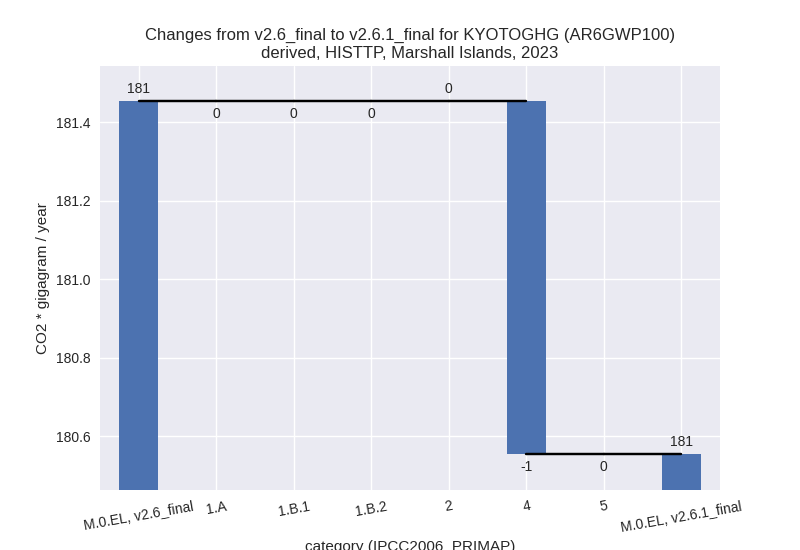 Changes from v2.6_final to v2.6.1_final for KYOTOGHG (AR6GWP100)
derived, HISTTP, Marshall Islands, 2023
CO2 * gigagram / year
181.4
181.2
181.0
180.8
180.6
181
0
0
0
0
-1
0
181
M.0.EL, v2.6_final
1.A
1.B.1
1.B.2
2
4
5
M.0.EL, v2.6.1_final
category (IPCC2006_PRIMAP)